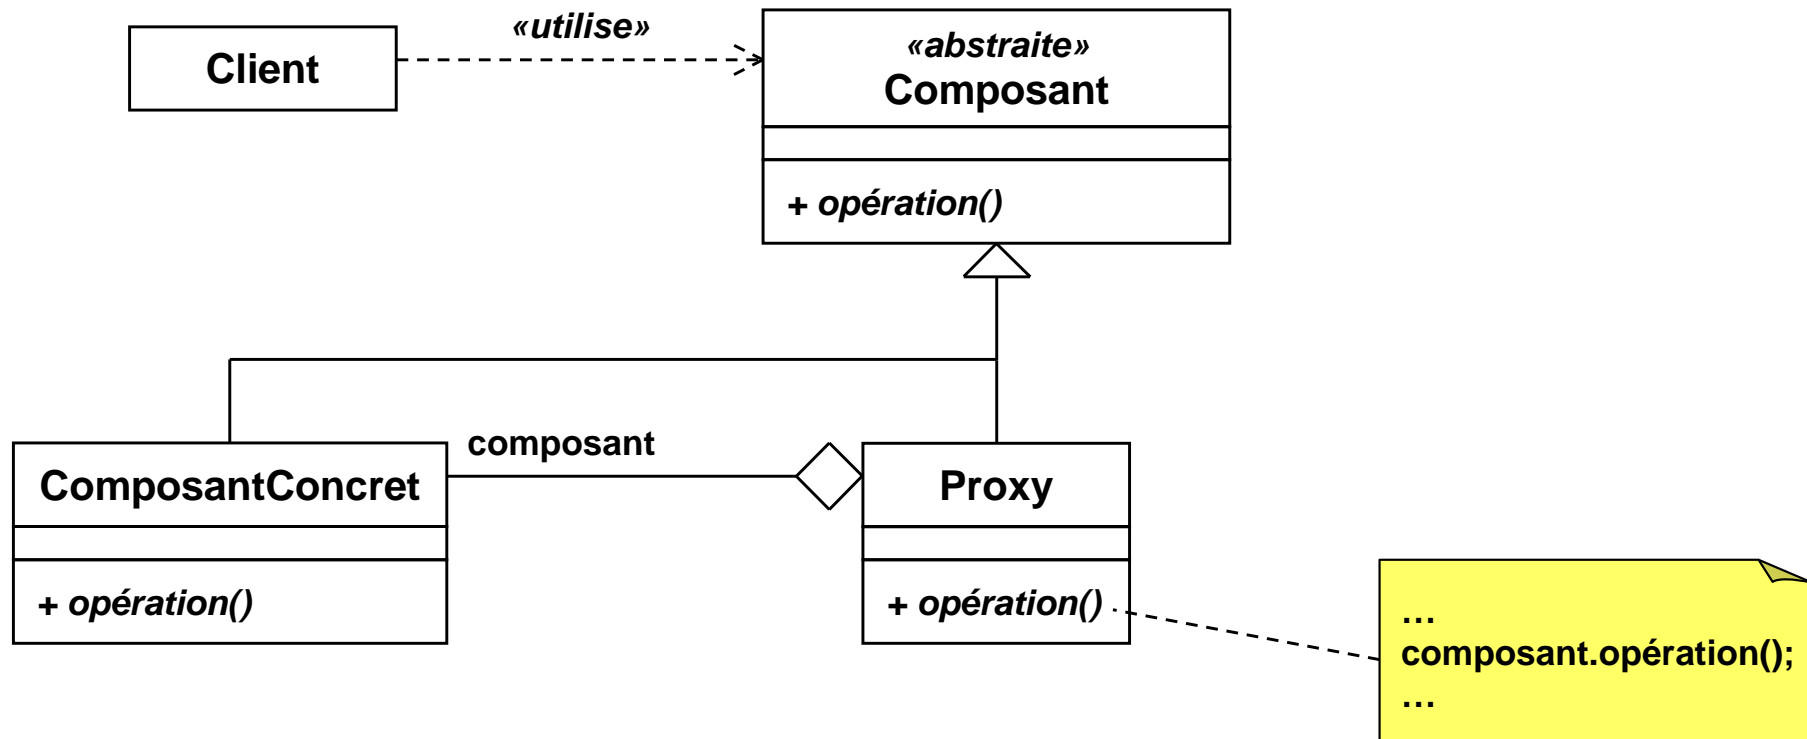 «utilise»
Client
«abstraite»
Composant
+ opération()
composant
ComposantConcret
+ opération()
Proxy
+ opération()
…
composant.opération();
…